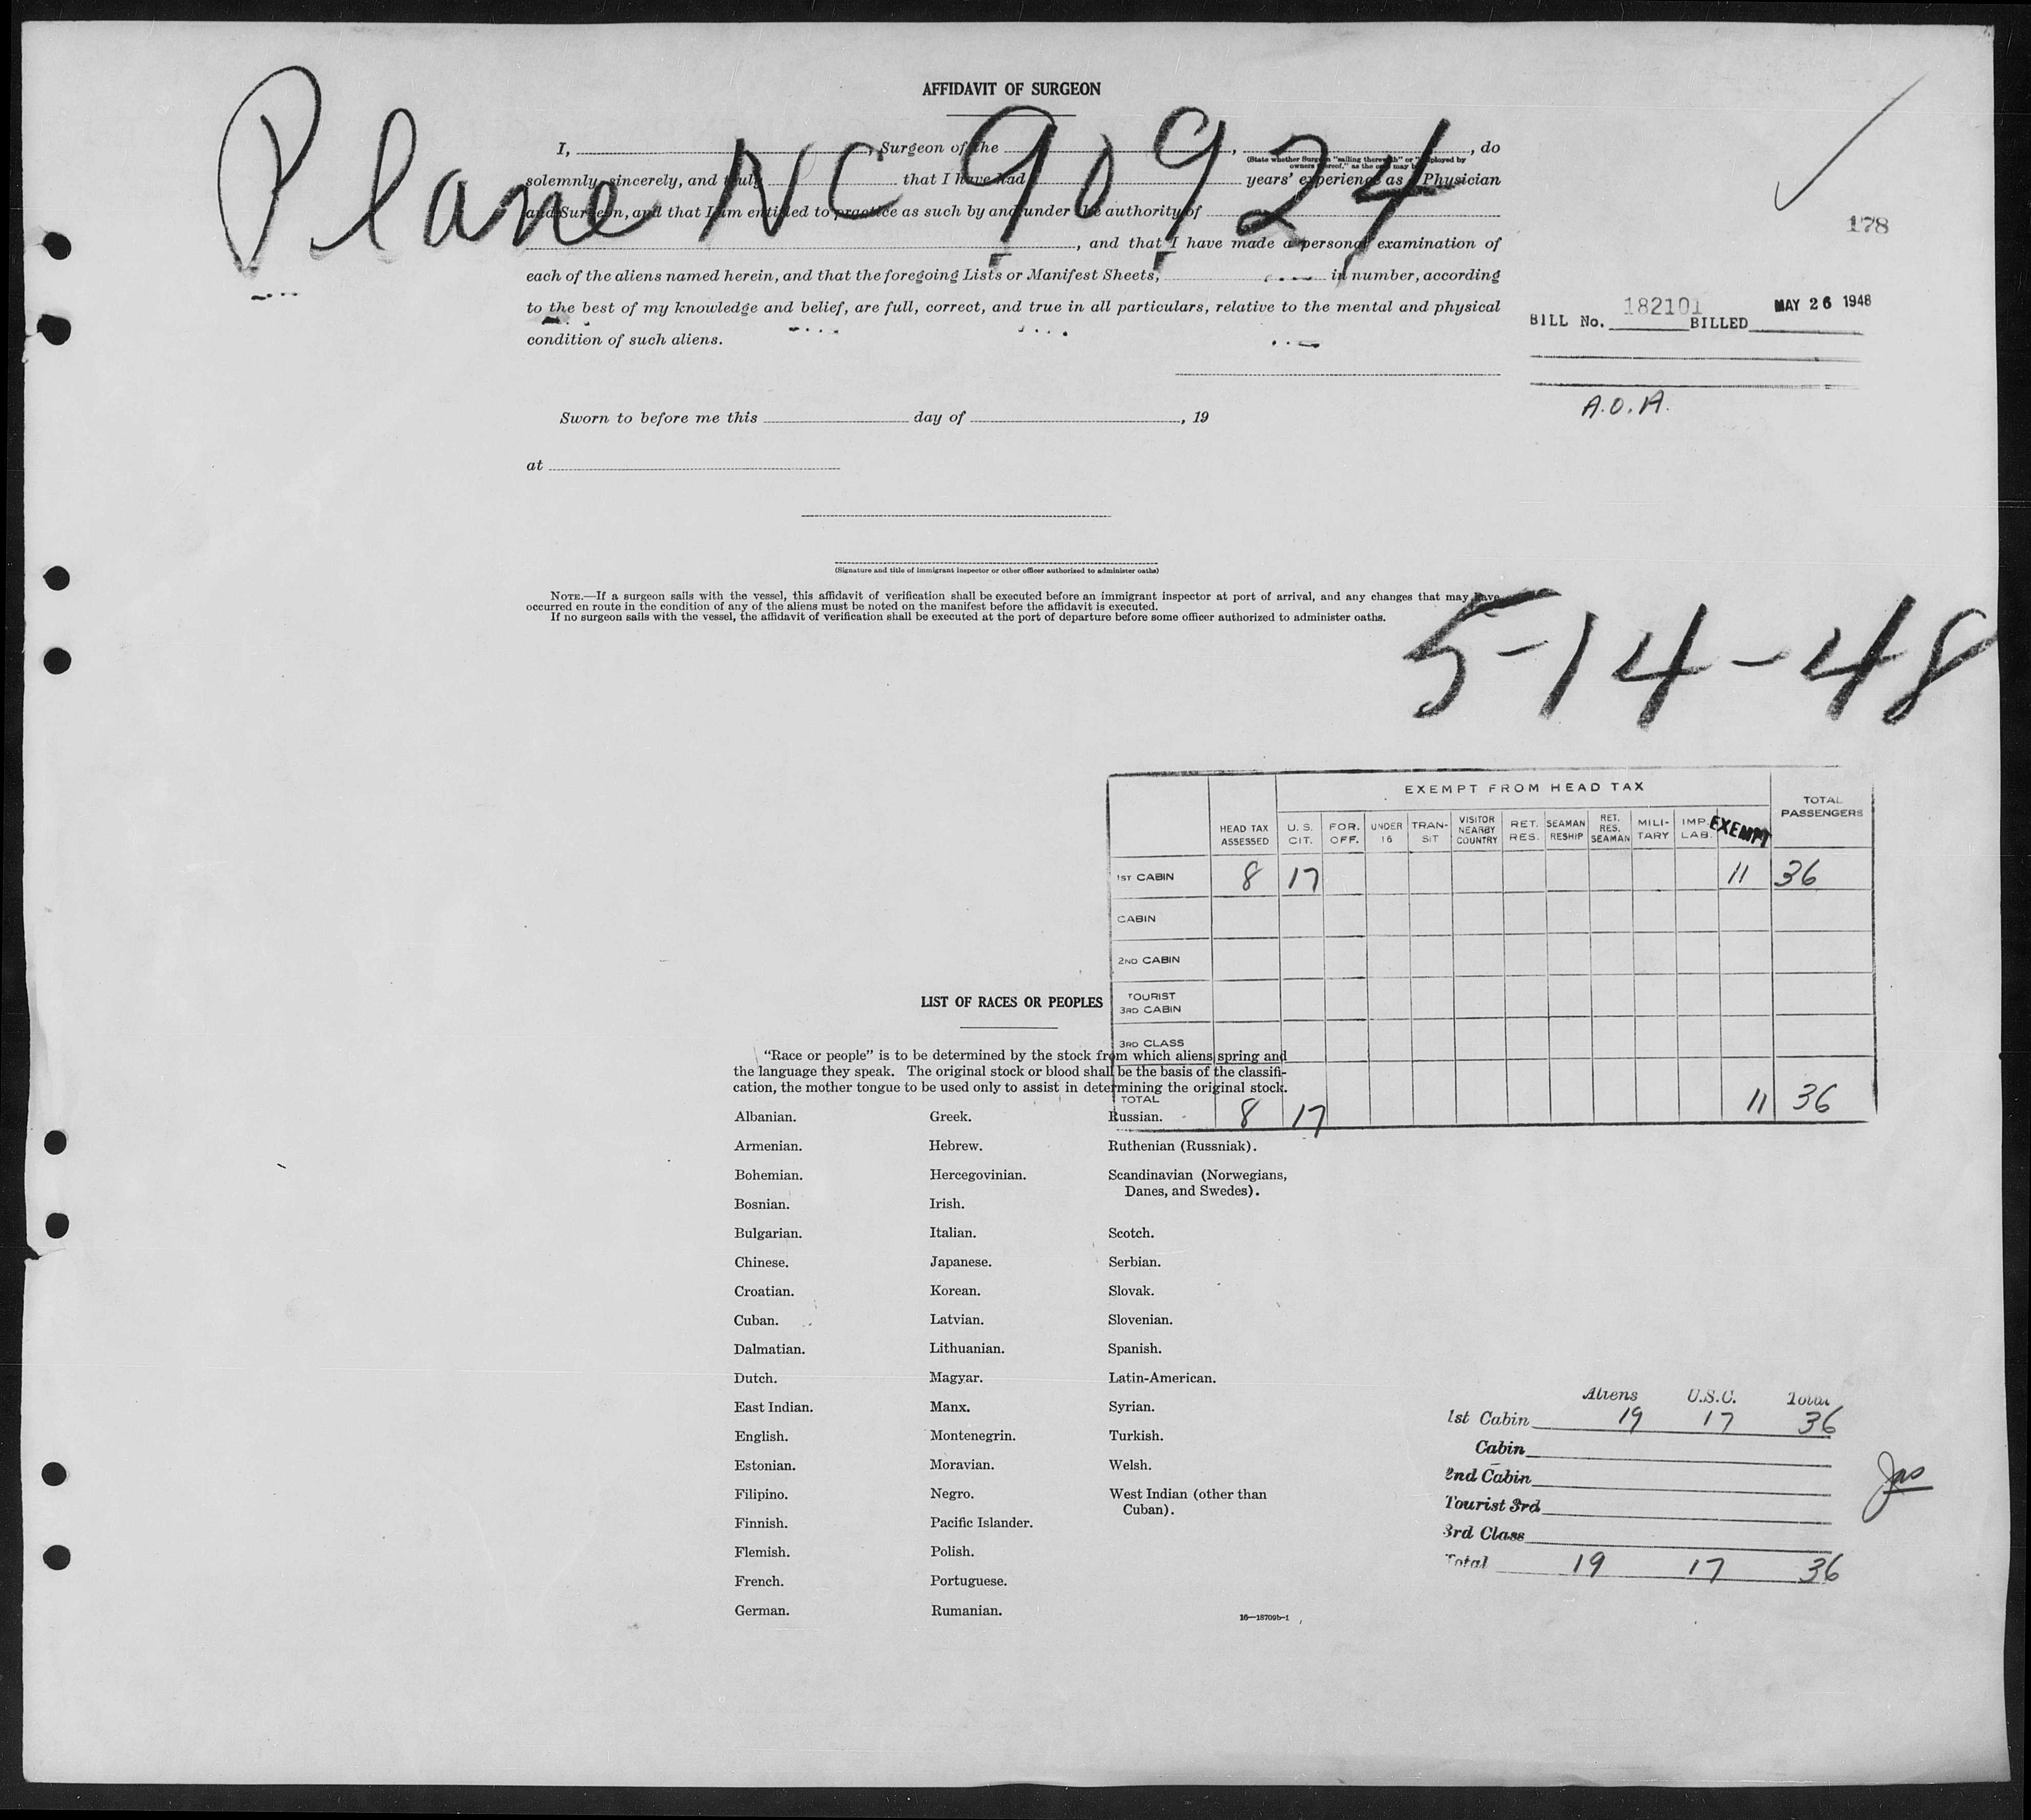 AFFIDAVIT OF SURGEON
Plane NC 90924
I, , Surgeon of the , , do
(State whether Surgeon "sailing therewith" or "employed by
owners thereof," as the case may be)
solemnly, sincerely, and truly that I have had years' experience as a Physician
and Surgeon, and that I am entitled to practice as such by and under the authority of
, and that I have made a personal examination of
each of the aliens named herein, and that the foregoing Lists or Manifest Sheets, in number, according
to the best of my knowledge and belief, are full, correct, and true in all particulars, relative to the mental and physical
condition of such aliens.
178
BILL No. 182101 BILLED MAY 26 1948
A.O.A.
Sworn to before me this day of , 19
at
(Signature and title of immigrant inspector or other officer authorized to administer oaths)
NOTE.—If a surgeon sails with the vessel, this affidavit of verification shall be executed before an immigrant inspector at port of arrival, and any changes that may have
occurred en route in the condition of any of the aliens must be noted on the manifest before the affidavit is executed.
If no surgeon sails with the vessel, the affidavit of verification shall be executed at the port of departure before some officer authorized to administer oaths.
5-14-48
EXEMPT FROM HEAD TAX
HEAD TAX ASSESSED U. S. CIT. FOR. OFF. UNDER 16 TRAN- SIT VISITOR NEARBY COUNTRY RET. RES. SEAMAN RESHIP RET. RES. SEAMAN MILI- TARY IMP. LAB. EXEMPT TOTAL PASSENGERS
1ST CABIN 8 17 11 36
CABIN
2ND CABIN
TOURIST 3RD CABIN
3RD CLASS
TOTAL 8 17 11 36
LIST OF RACES OR PEOPLES
"Race or people" is to be determined by the stock from which aliens spring and
the language they speak. The original stock or blood shall be the basis of the classifi-
cation, the mother tongue to be used only to assist in determining the original stock.
Albanian. Greek. Russian.
Armenian. Hebrew. Ruthenian (Russniak).
Bohemian. Hercegovinian. Scandinavian (Norwegians,
Danes, and Swedes).
Bosnian. Irish.
Bulgarian. Italian. Scotch.
Chinese. Japanese. Serbian.
Croatian. Korean. Slovak.
Cuban. Latvian. Slovenian.
Dalmatian. Lithuanian. Spanish.
Dutch. Magyar. Latin-American.
East Indian. Manx. Syrian.
English. Montenegrin. Turkish.
Estonian. Moravian. Welsh.
Filipino. Negro. West Indian (other than
Cuban).
Finnish. Pacific Islander.
Flemish. Polish.
French. Portuguese.
German. Rumanian.
16—18709b-1
Aliens U.S.C. Total
1st Cabin 19 17 36
Cabin
2nd Cabin
Tourist 3rd
3rd Class
Total 19 17 36